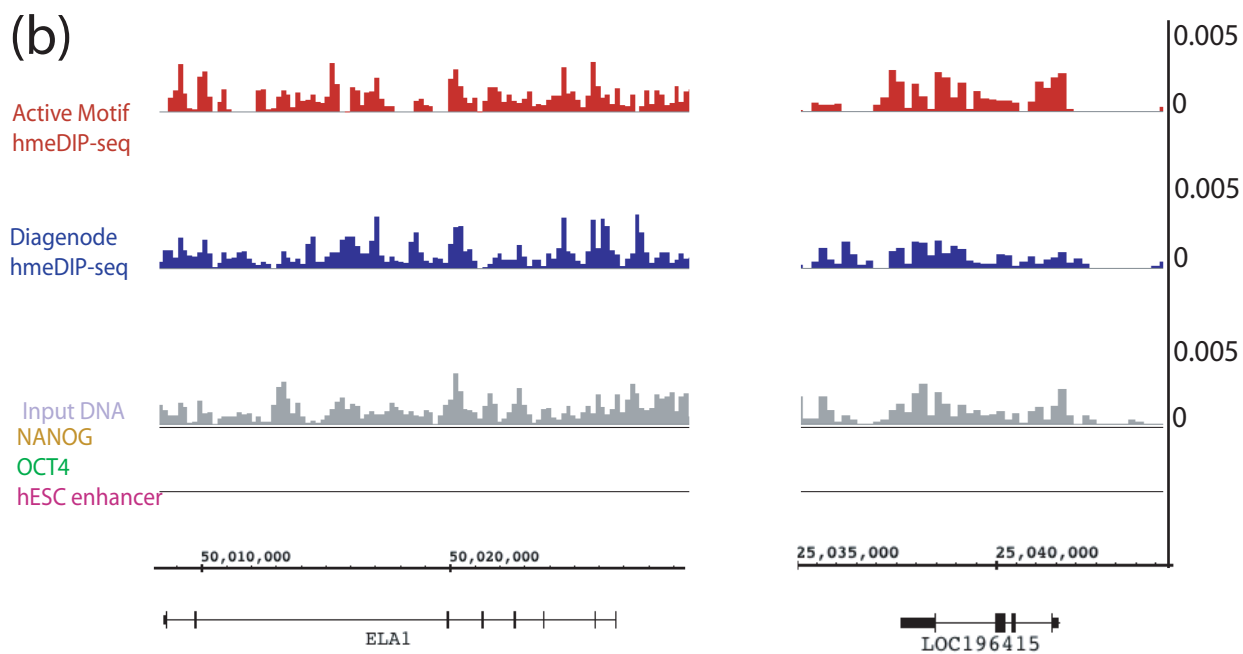 (b)
0.005
Active Motif
hmeDIP-seq
0
0.005
Diagenode
hmeDIP-seq
0
0.005
Input DNA
0
NANOG
OCT4
hESC enhancer
50,010,000 50,020,000 25,035,000 25,040,000
ELA1 LOC196415